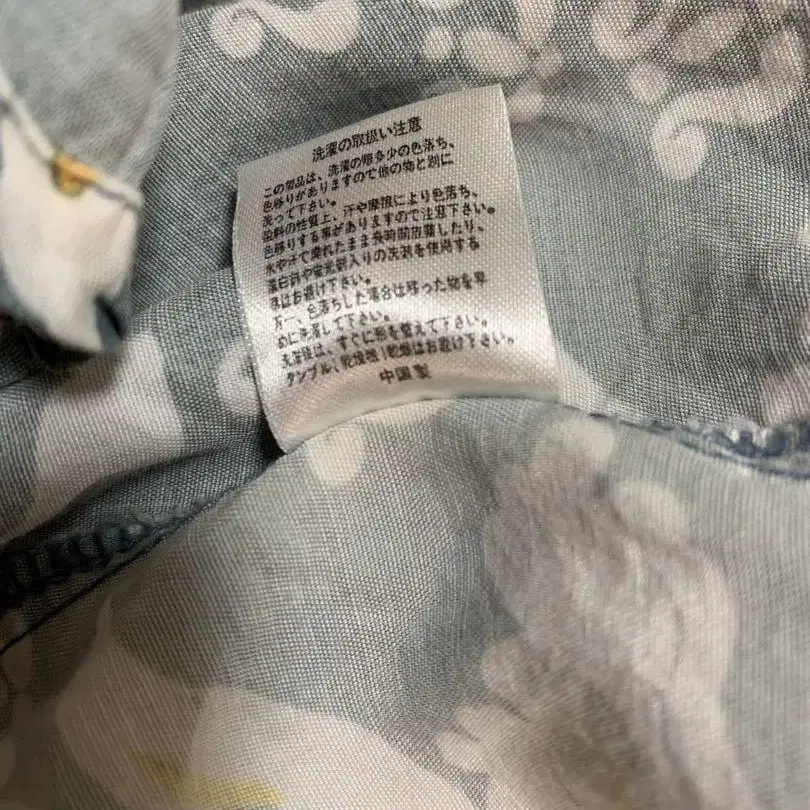 洗濯の取扱い注意
この製品は、洗濯の際多少の色落ち、
色移りがありますので他の物と別に
洗って下さい。
染料の性質上、汗や摩擦により色落ち、
色移りする事がありますので注意下さい。
水や汗で濡れたまま長時間放置したり、
蛍光剤入りの洗剤を使用する
事はお避け下さい。
万一、色落ちした場合は移った物を早
めに洗濯して下さい。
洗濯後は、すぐに形を整えて下さい。
タンブル(乾燥機)乾燥はお避け下さい。
中国製